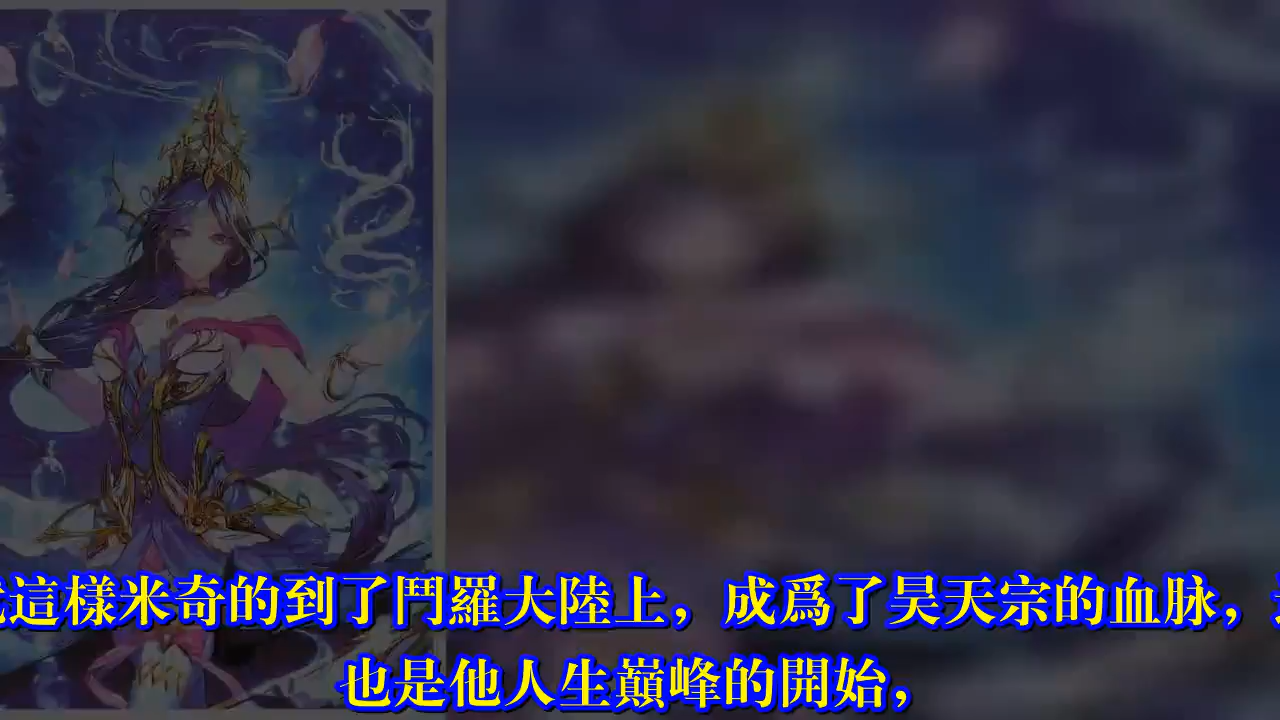 這樣米奇的到了鬥羅大陸上，成爲了昊天宗的血脉，
也是他人生巔峰的開始，